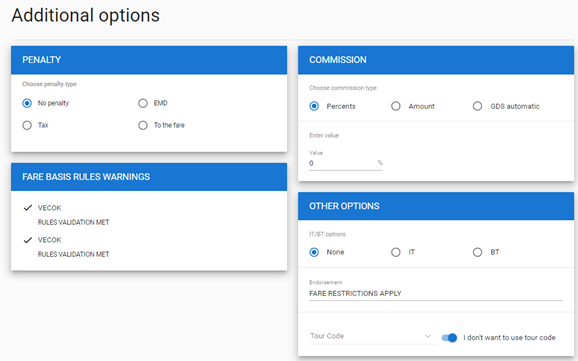 Additional options
PENALTY
Choose penalty type
No penalty
EMD
Tax
To the fare
FARE BASIS RULES WARNINGS
VECOK
RULES VALIDATION MET
VECOK
RULES VALIDATION MET
COMMISSION
Choose commission type
Percents
Amount
GDS automatic
Enter value
Value
0 %
OTHER OPTIONS
IT/BT options
None
IT
BT
Endorsement
FARE RESTRICTIONS APPLY
Tour Code
I don't want to use tour code